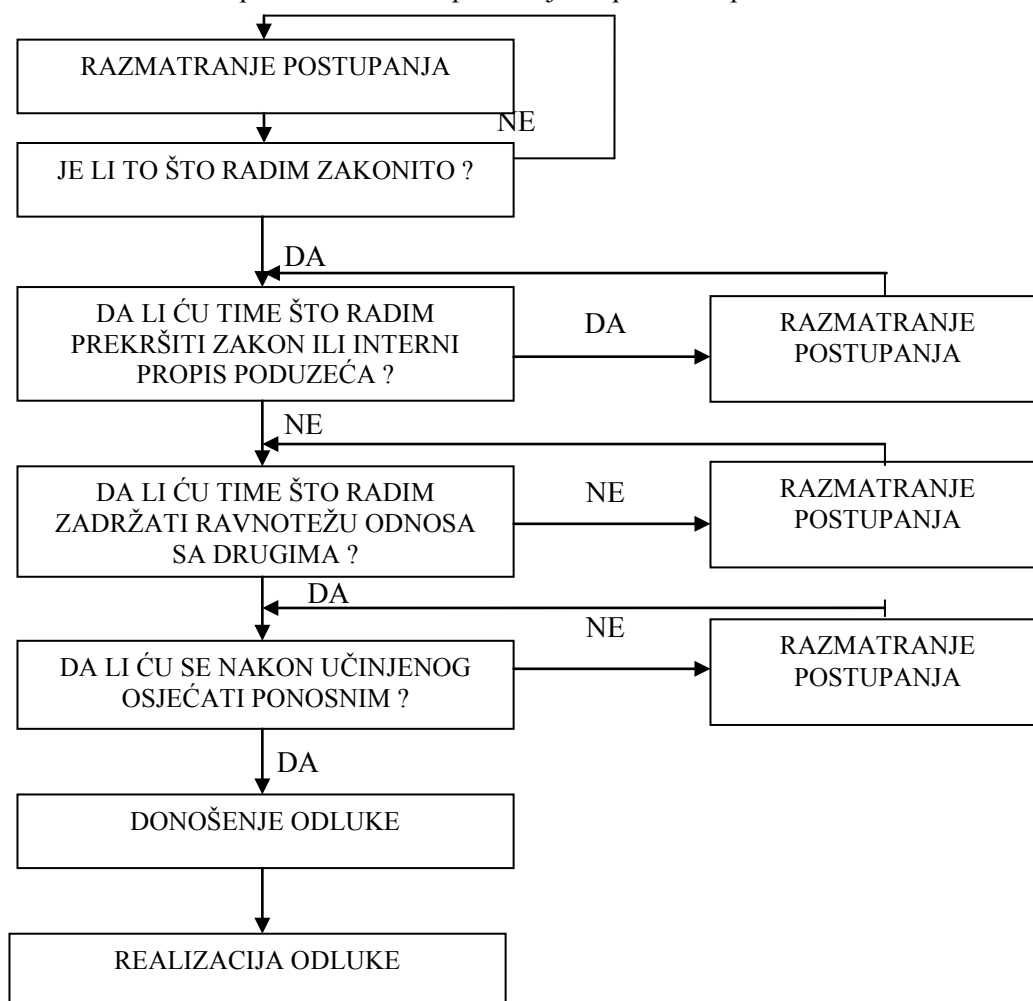 RAZMATRANJE POSTUPANJA
NE
JE LI TO ŠTO RADIM ZAKONITO ?
DA
DA LI ĆU TIME ŠTO RADIM
PREKRŠITI ZAKON ILI INTERNI
PROPIS PODUZEĆA ?
DA
RAZMATRANJE
POSTUPANJA
NE
DA LI ĆU TIME ŠTO RADIM
ZADRŽATI RAVNOTEŽU ODNOSA
SA DRUGIMA ?
NE
RAZMATRANJE
POSTUPANJA
DA
DA LI ĆU SE NAKON UČINJENOG
OSJEĆATI PONOSNIM ?
NE
RAZMATRANJE
POSTUPANJA
DA
DONOŠENJE ODLUKE
REALIZACIJA ODLUKE